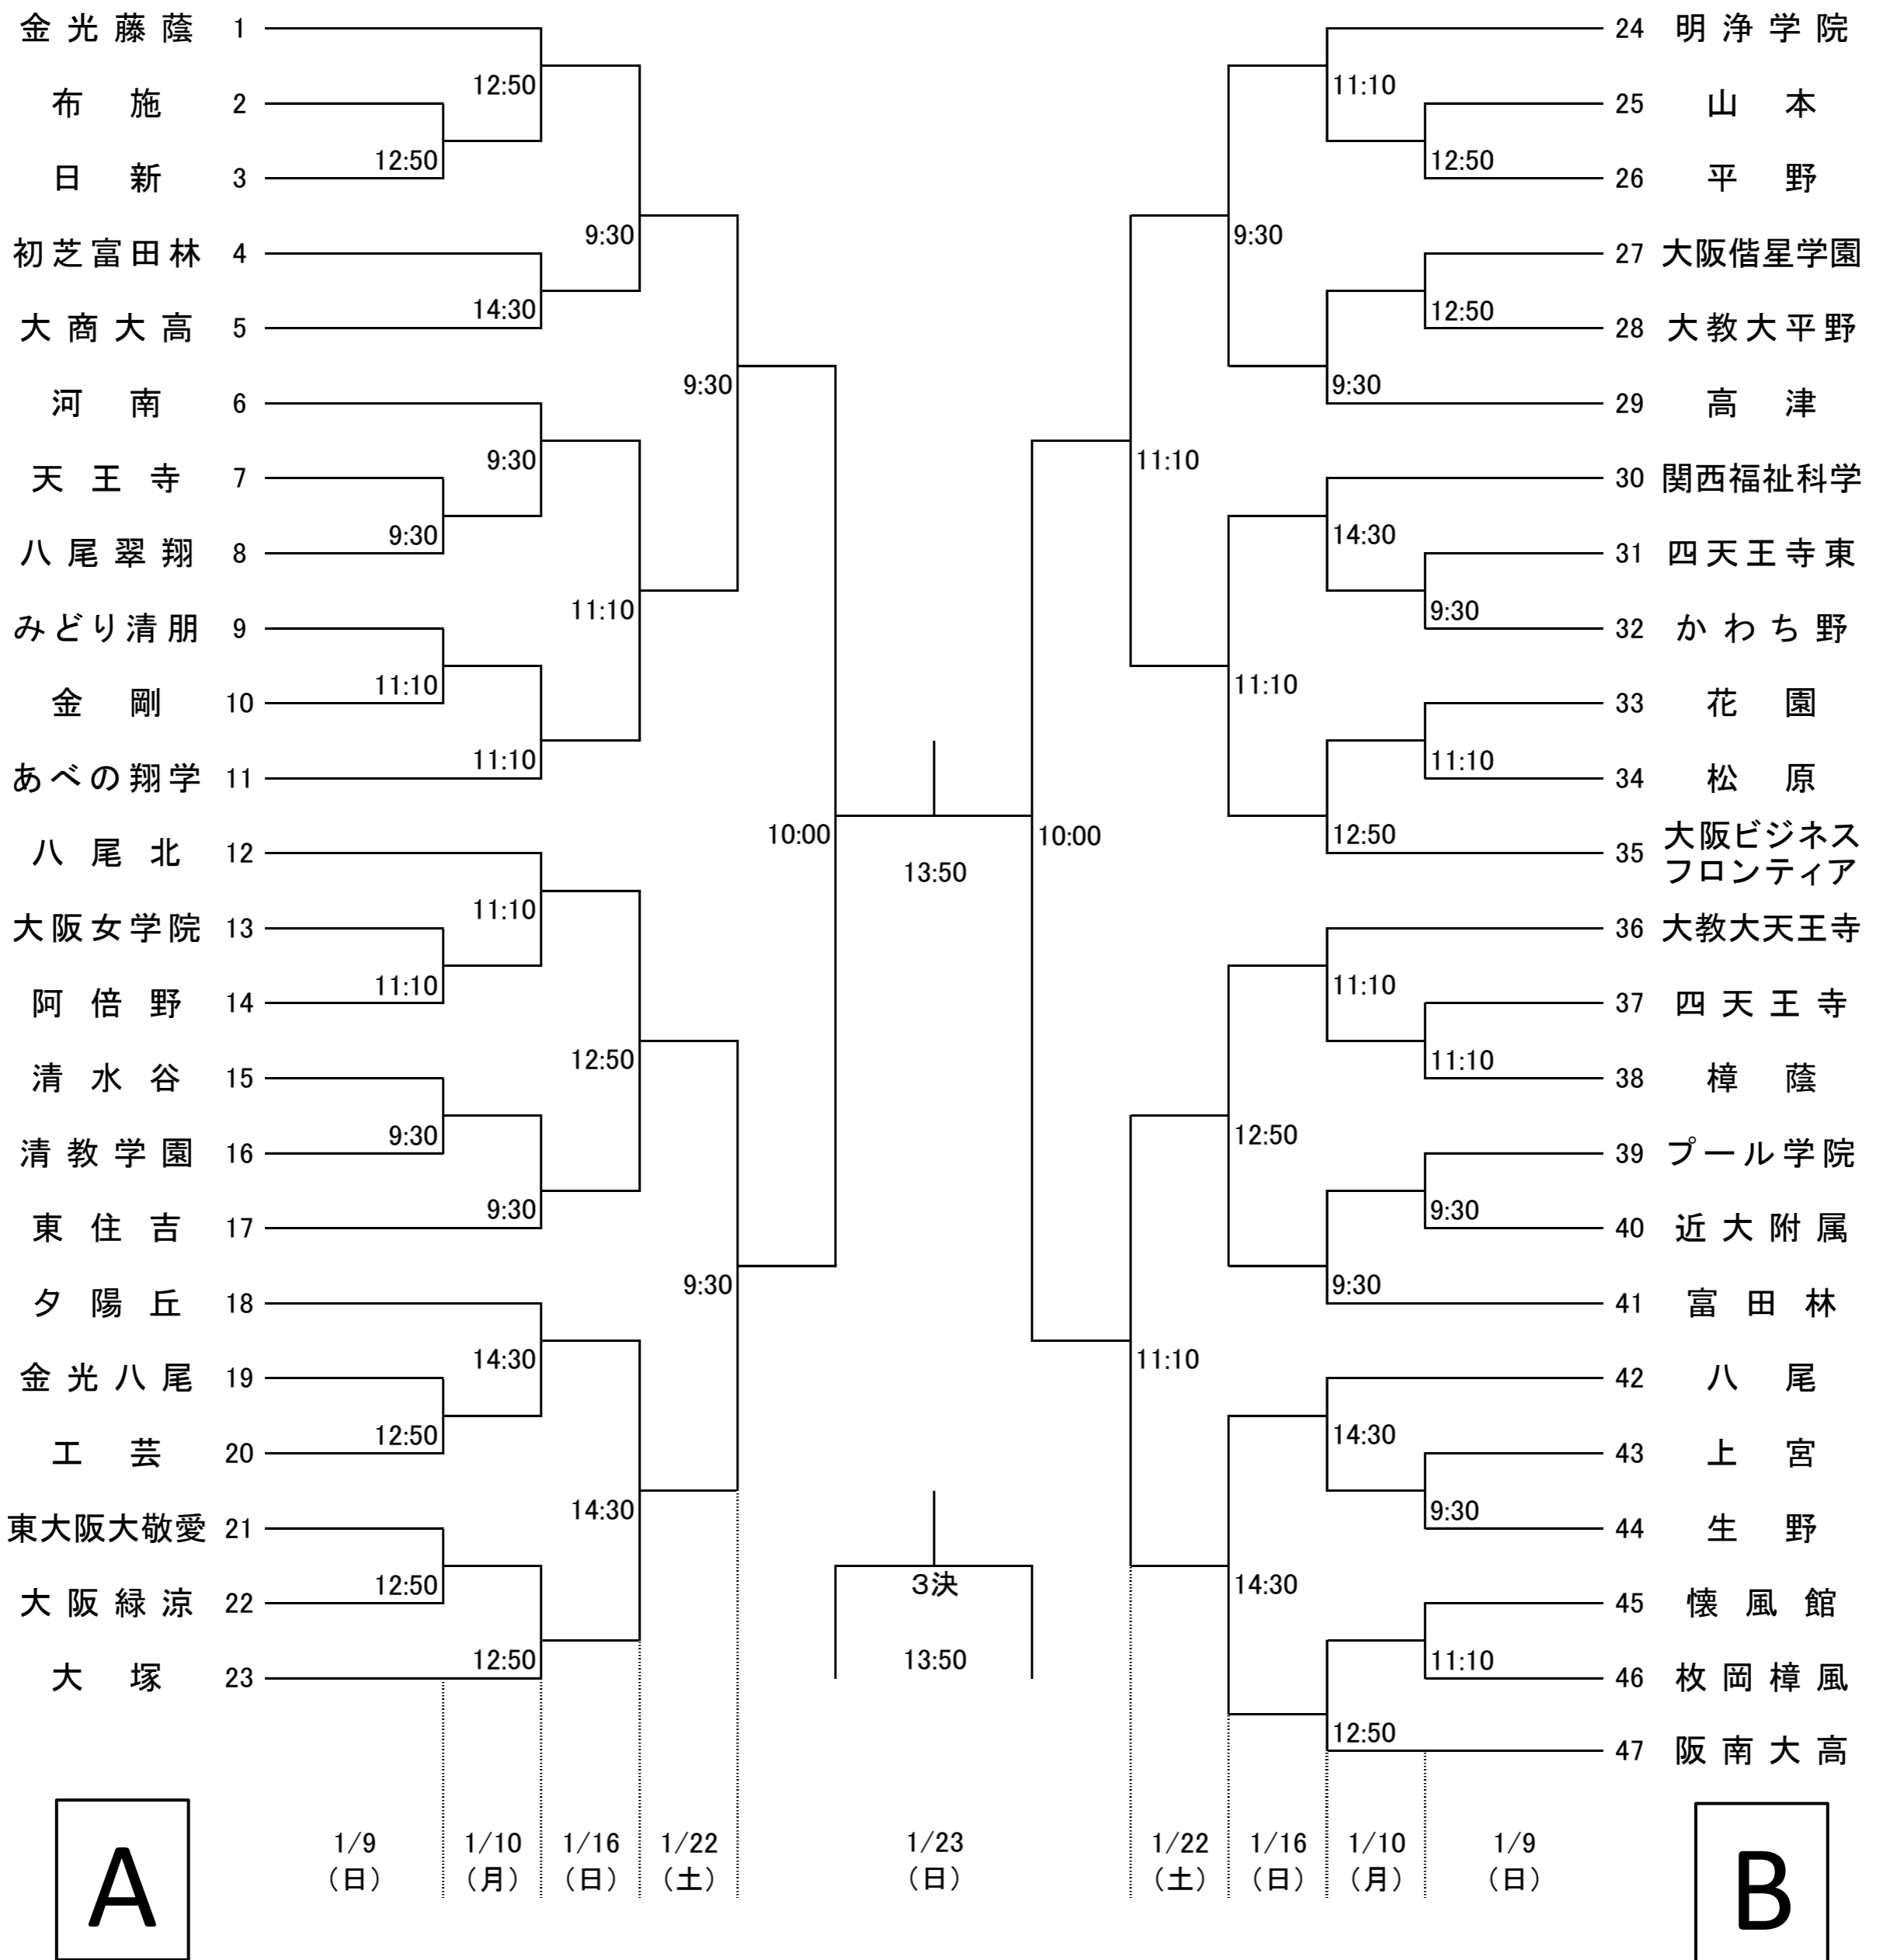 金光藤蔭 1
12:50
布施 2
12:50
日新 3
9:30
初芝富田林 4
14:30
大商大高 5
9:30
河南 6
9:30
天王寺 7
9:30
八尾翠翔 8
11:10
みどり清朋 9
11:10
金剛 10
11:10
あべの翔学 11
10:00
八尾北 12
11:10
大阪女学院 13
11:10
阿倍野 14
12:50
清水谷 15
9:30
清教学園 16
9:30
東住吉 17
9:30
夕陽丘 18
14:30
金光八尾 19
12:50
工芸 20
14:30
東大阪大敬愛 21
12:50
大阪緑涼 22
12:50
大塚 23
13:50
3決
13:50
24 明浄学院
11:10
25 山本
12:50
26 平野
9:30
27 大阪偕星学園
12:50
28 大教大平野
9:30
29 高津
11:10
30 関西福祉科学
14:30
31 四天王寺東
9:30
32 かわち野
11:10
33 花園
11:10
34 松原
10:00
12:50
35 大阪ビジネス
フロンティア
36 大教大天王寺
11:10
37 四天王寺
11:10
38 樟蔭
12:50
39 プール学院
9:30
40 近大附属
9:30
41 富田林
11:10
42 八尾
14:30
43 上宮
9:30
44 生野
14:30
45 懐風館
11:10
46 枚岡樟風
12:50
47 阪南大高
A
1/9 1/10 1/16 1/22 1/23 1/22 1/16 1/10 1/9
(日) (月) (日) (土) (日) (土) (日) (月) (日)
B